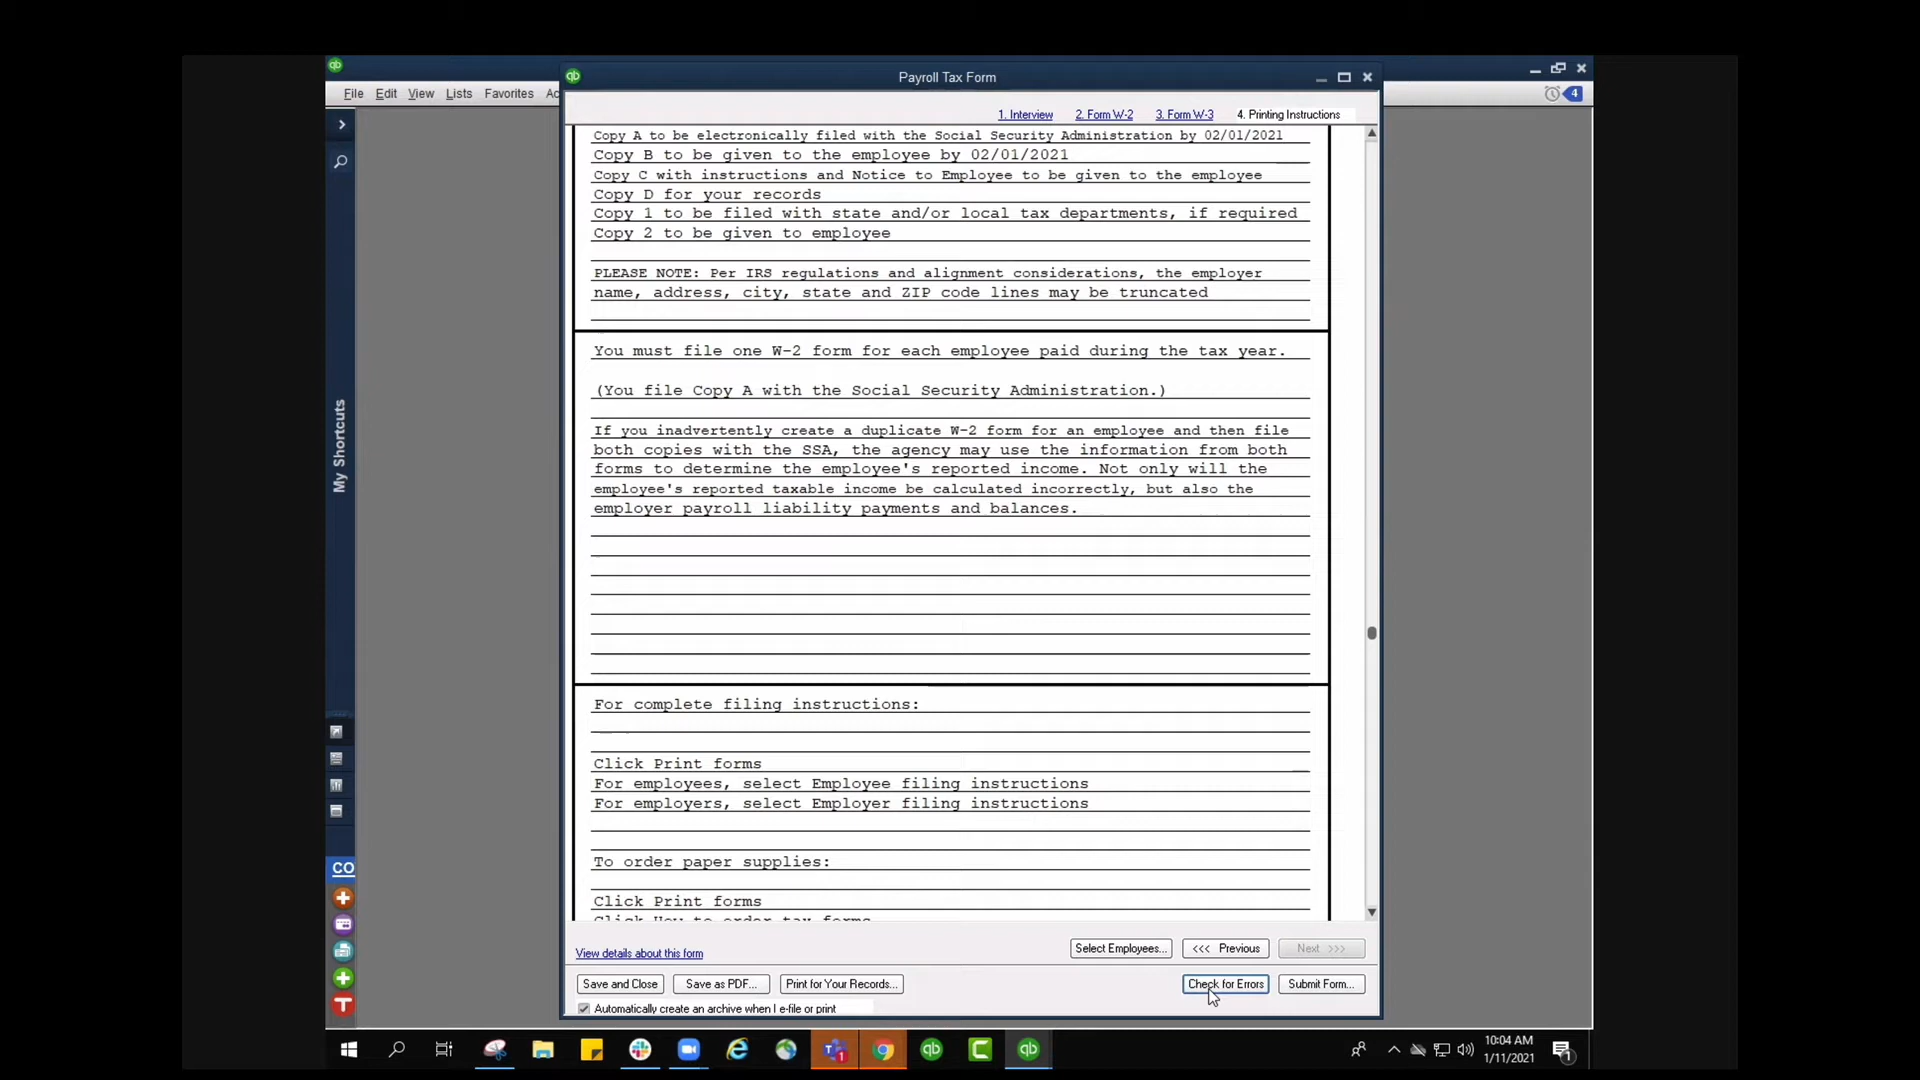 Payroll Tax Form
File Edit View Lists Favorites Ac
4
1. Interview 2. Form W-2 3. Form W-3 4. Printing Instructions
Copy A to be electronically filed with the Social Security Administration by 02/01/2021
Copy B to be given to the employee by 02/01/2021
Copy C with instructions and Notice to Employee to be given to the employee
Copy D for your records
Copy 1 to be filed with state and/or local tax departments, if required
Copy 2 to be given to employee
PLEASE NOTE: Per IRS regulations and alignment considerations, the employer
name, address, city, state and ZIP code lines may be truncated
You must file one W-2 form for each employee paid during the tax year.
(You file Copy A with the Social Security Administration.)
If you inadvertently create a duplicate W-2 form for an employee and then file
both copies with the SSA, the agency may use the information from both
forms to determine the employee's reported income. Not only will the
employee's reported taxable income be calculated incorrectly, but also the
employer payroll liability payments and balances.
My Shortcuts
For complete filing instructions:
Click Print forms
For employees, select Employee filing instructions
For employers, select Employer filing instructions
To order paper supplies:
CO
Click Print forms
Click How to order tax forms
View details about this form
Select Employees...
<<< Previous
Next >>>
Save and Close
Save as PDF...
Print for Your Records...
Check for Errors
Submit Form...
Automatically create an archive when I e-file or print
10:04 AM
1/11/2021
1